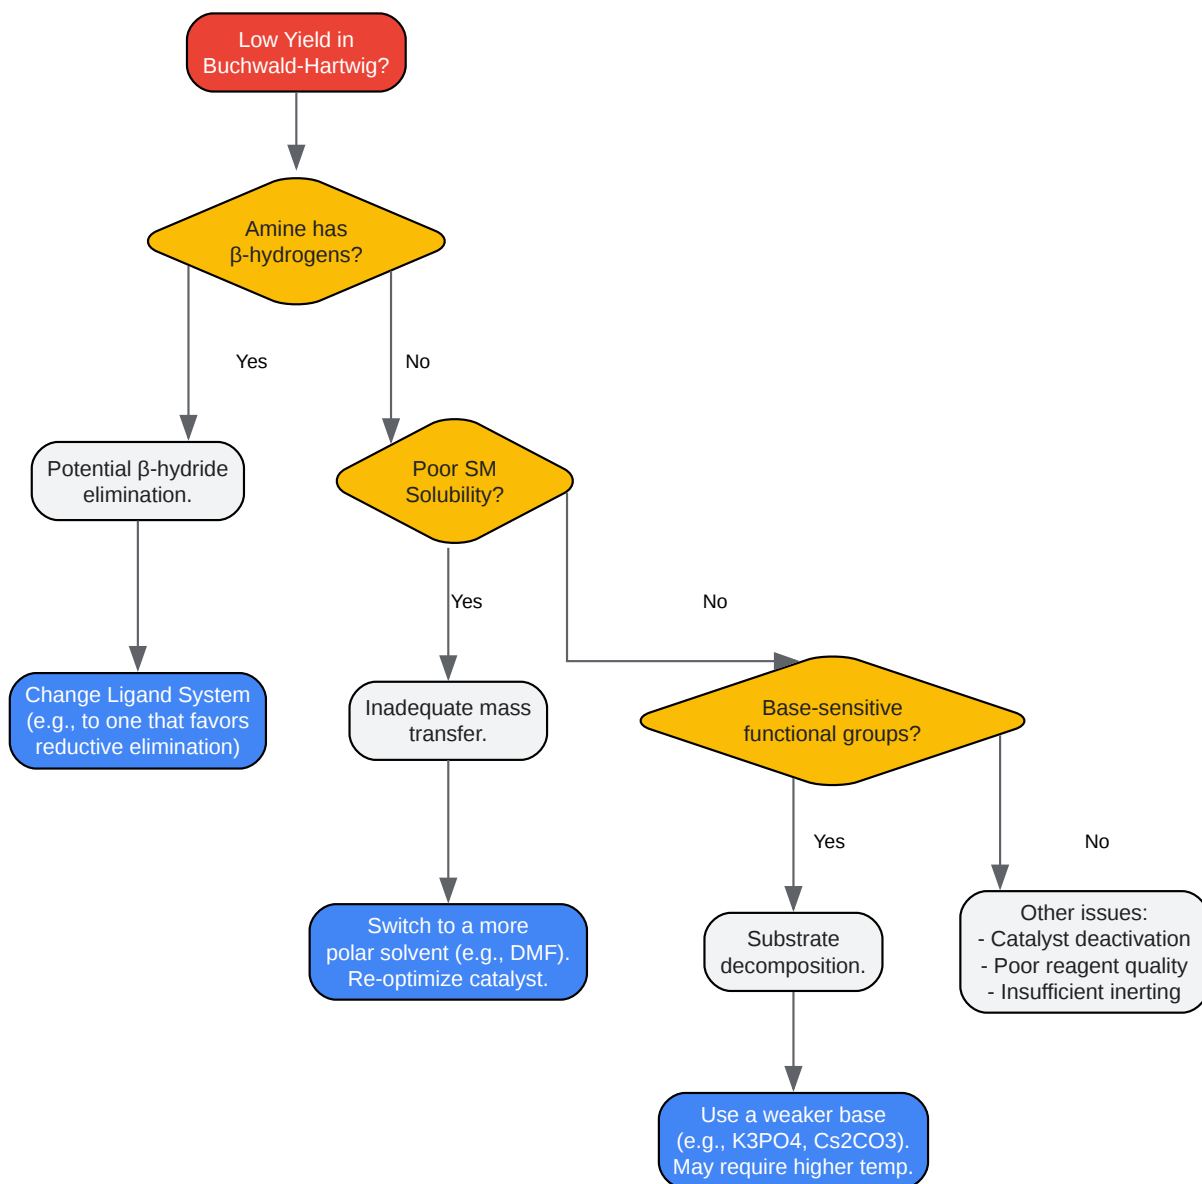 Low Yield in
Buchwald-Hartwig?
Amine has
β-hydrogens?
Yes
No
Potential β-hydride
elimination.
Poor SM
Solubility?
Yes
No
Change Ligand System
(e.g., to one that favors
reductive elimination)
Inadequate mass
transfer.
Base-sensitive
functional groups?
Yes
No
Switch to a more
polar solvent (e.g., DMF).
Re-optimize catalyst.
Substrate
decomposition.
Other issues:
- Catalyst deactivation
- Poor reagent quality
- Insufficient inerting
Use a weaker base
(e.g., K3PO4, Cs2CO3).
May require higher temp.